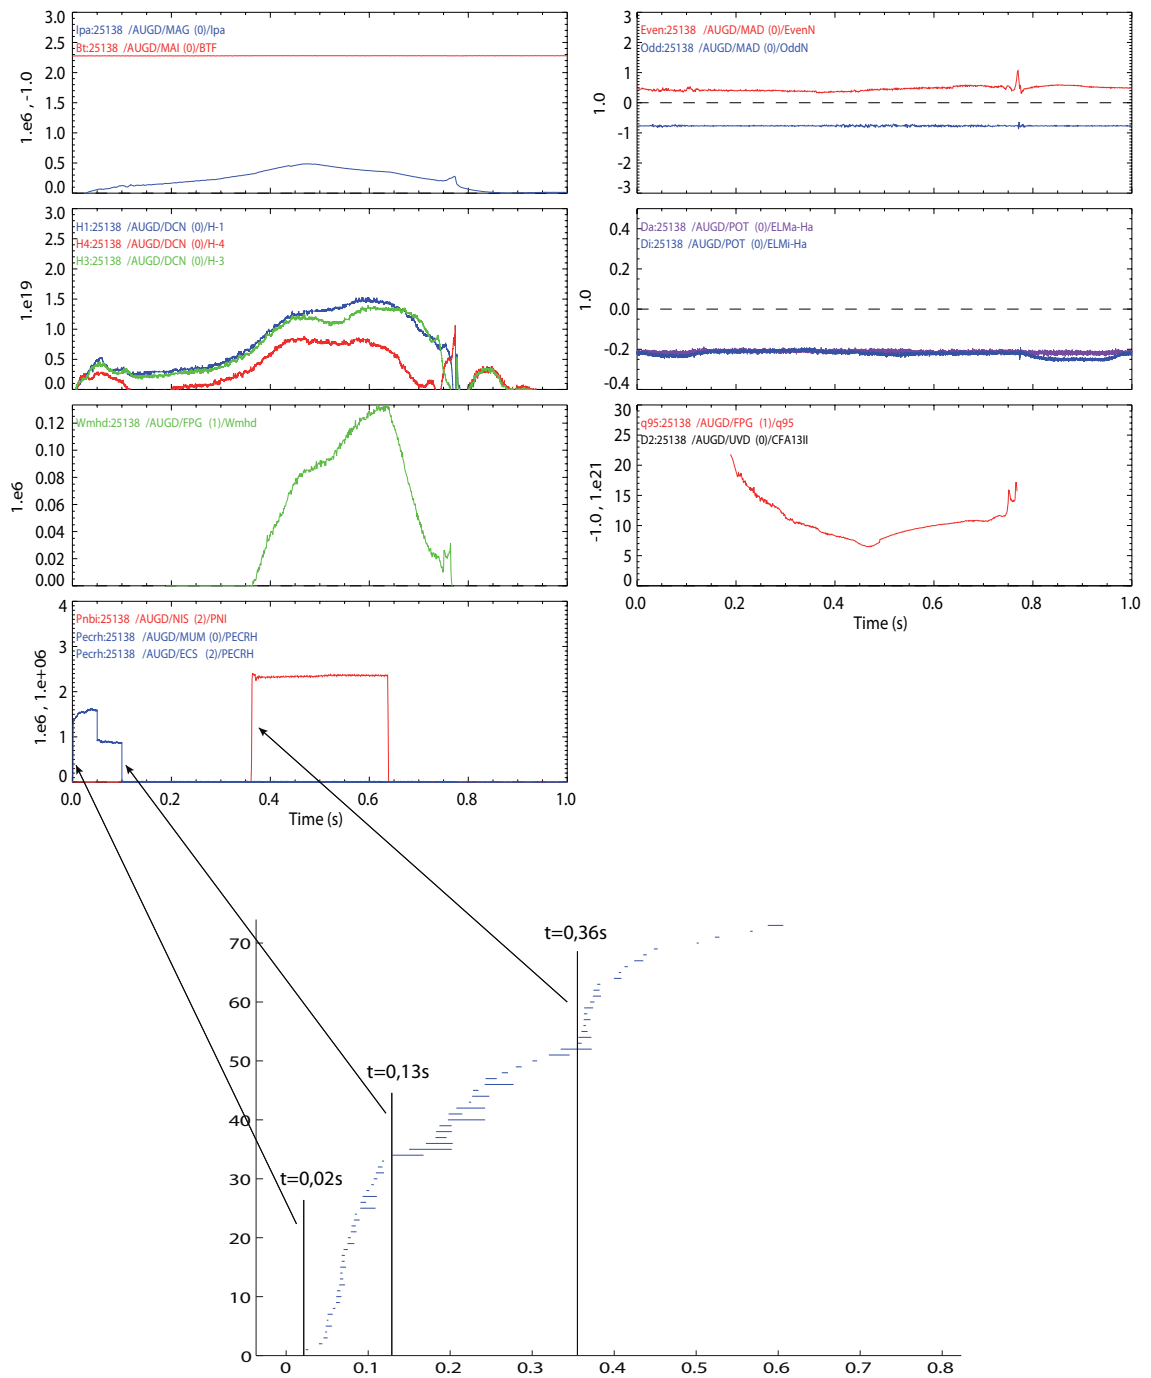 3.0
2.5
2.0
1.5
1.0
0.5
0.0
1.e6 , -1.0
Ipa:25138 /AUGD/MAG (0)/Ipa
Bt:25138 /AUGD/MAI (0)/BTF
3
2
1
0
-1
-2
-3
1.0
Even:25138 /AUGD/MAD (0)/EvenN
Odd:25138 /AUGD/MAD (0)/OddN
3.0
2.5
2.0
1.5
1.0
0.5
0.0
1.e19
H1:25138 /AUGD/DCN (0)/H-1
H4:25138 /AUGD/DCN (0)/H-4
H3:25138 /AUGD/DCN (0)/H-3
0.4
0.2
0.0
-0.2
-0.4
1.0
Da:25138 /AUGD/POT (0)/ELMa-Ha
Di:25138 /AUGD/POT (0)/ELMi-Ha
0.12
0.10
0.08
0.06
0.04
0.02
0.00
1.e6
Wmhd:25138 /AUGD/FPG (1)/Wmhd
30
25
20
15
10
5
0
-1.0 , 1.e21
q95:25138 /AUGD/FPG (1)/q95
D2:25138 /AUGD/UVD (0)/CFA13II
0.0 0.2 0.4 0.6 0.8 1.0
Time (s)
4
3
2
1
0
1.e6 , 1.e+06
Pnbi:25138 /AUGD/NIS (2)/PNI
Pecrh:25138 /AUGD/MUM (0)/PECRH
Pecrh:25138 /AUGD/ECS (2)/PECRH
0.0 0.2 0.4 0.6 0.8 1.0
Time (s)
t=0,36s
t=0,13s
t=0,02s
70
60
50
40
30
20
10
0
0 0.1 0.2 0.3 0.4 0.5 0.6 0.7 0.8